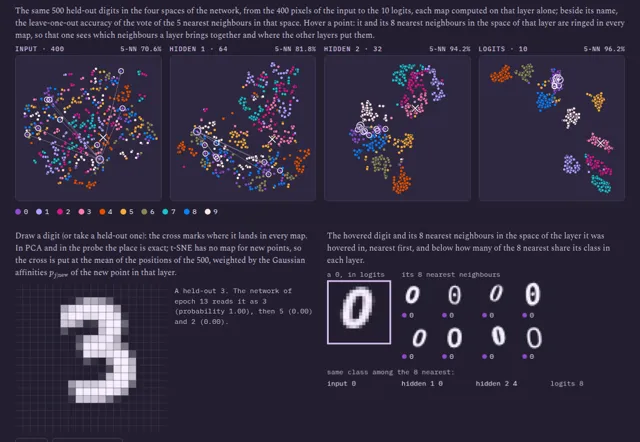 The same 500 held-out digits in the four spaces of the network, from the 400 pixels of the input to the 10 logits, each map computed on that layer alone; beside its name,
the leave-one-out accuracy of the vote of the 5 nearest neighbours in that space. Hover a point: it and its 8 nearest neighbours in the space of that layer are ringed in every
map, so that one sees which neighbours a layer brings together and where the other layers put them.
INPUT · 400 5-NN 70.6% HIDDEN 1 · 64 5-NN 81.8% HIDDEN 2 · 32 5-NN 94.2% LOGITS · 10 5-NN 96.2%
0 1 2 3 4 5 6 7 8 9
Draw a digit (or take a held-out one): the cross marks where it lands in every map.
In PCA and in the probe the place is exact; t-SNE has no map for new points, so
the cross is put at the mean of the positions of the 500, weighted by the Gaussian
affinities p_j|new of the new point in that layer.
A held-out 3. The network of
epoch 13 reads it as 3
(probability 1.00), then 5 (0.00)
and 2 (0.00).
The hovered digit and its 8 nearest neighbours in the space of the layer it was
hovered in, nearest first, and below how many of the 8 nearest share its class in
each layer.
a 0, in logits its 8 nearest neighbours
0 0 0 0
0 0 0 0
same class among the 8 nearest:
input 0 hidden 1 0 hidden 2 4 logits 8